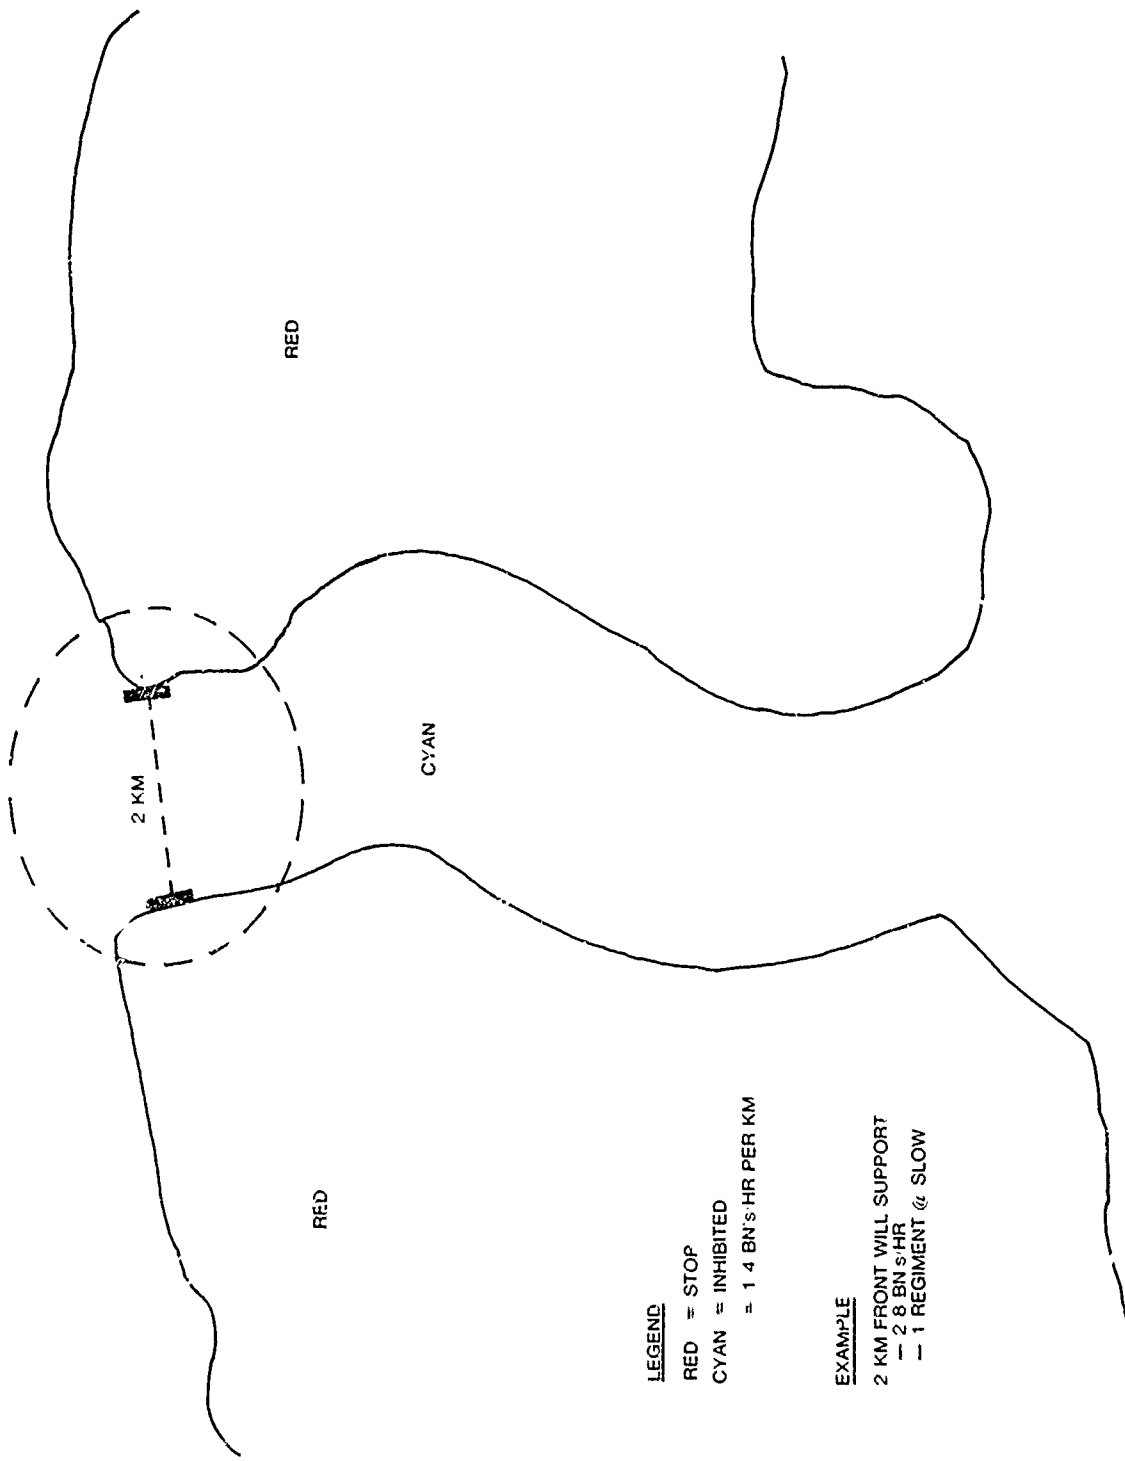 RED
2 KM
CYAN
RED
LEGEND
RED = STOP
CYAN = INHIBITED
= 1 4 BN's/HR PER KM
EXAMPLE
2 KM FRONT WILL SUPPORT
— 2 8 BN s/HR
— 1 REGIMENT @ SLOW